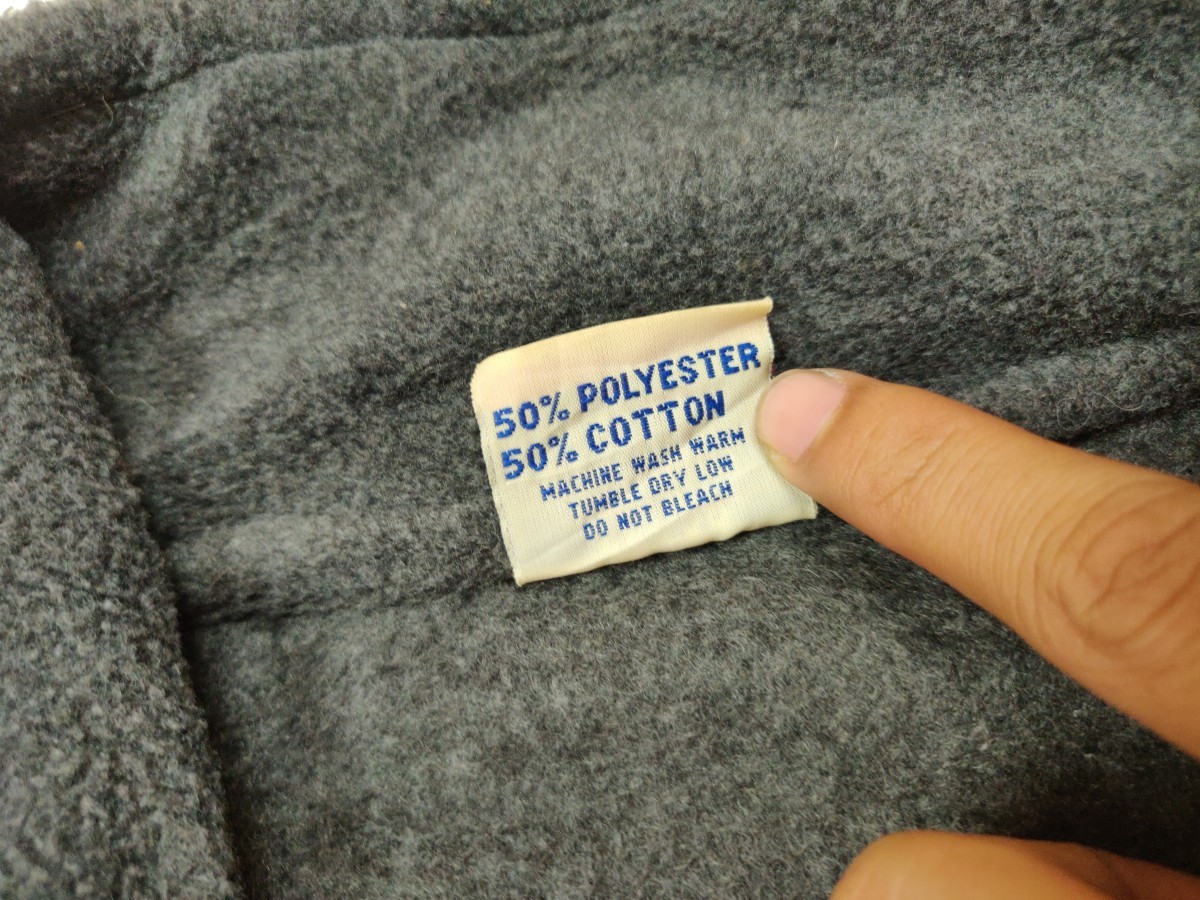 50% POLYESTER
50% COTTON
MACHINE WASH WARM
TUMBLE DRY LOW
DO NOT BLEACH